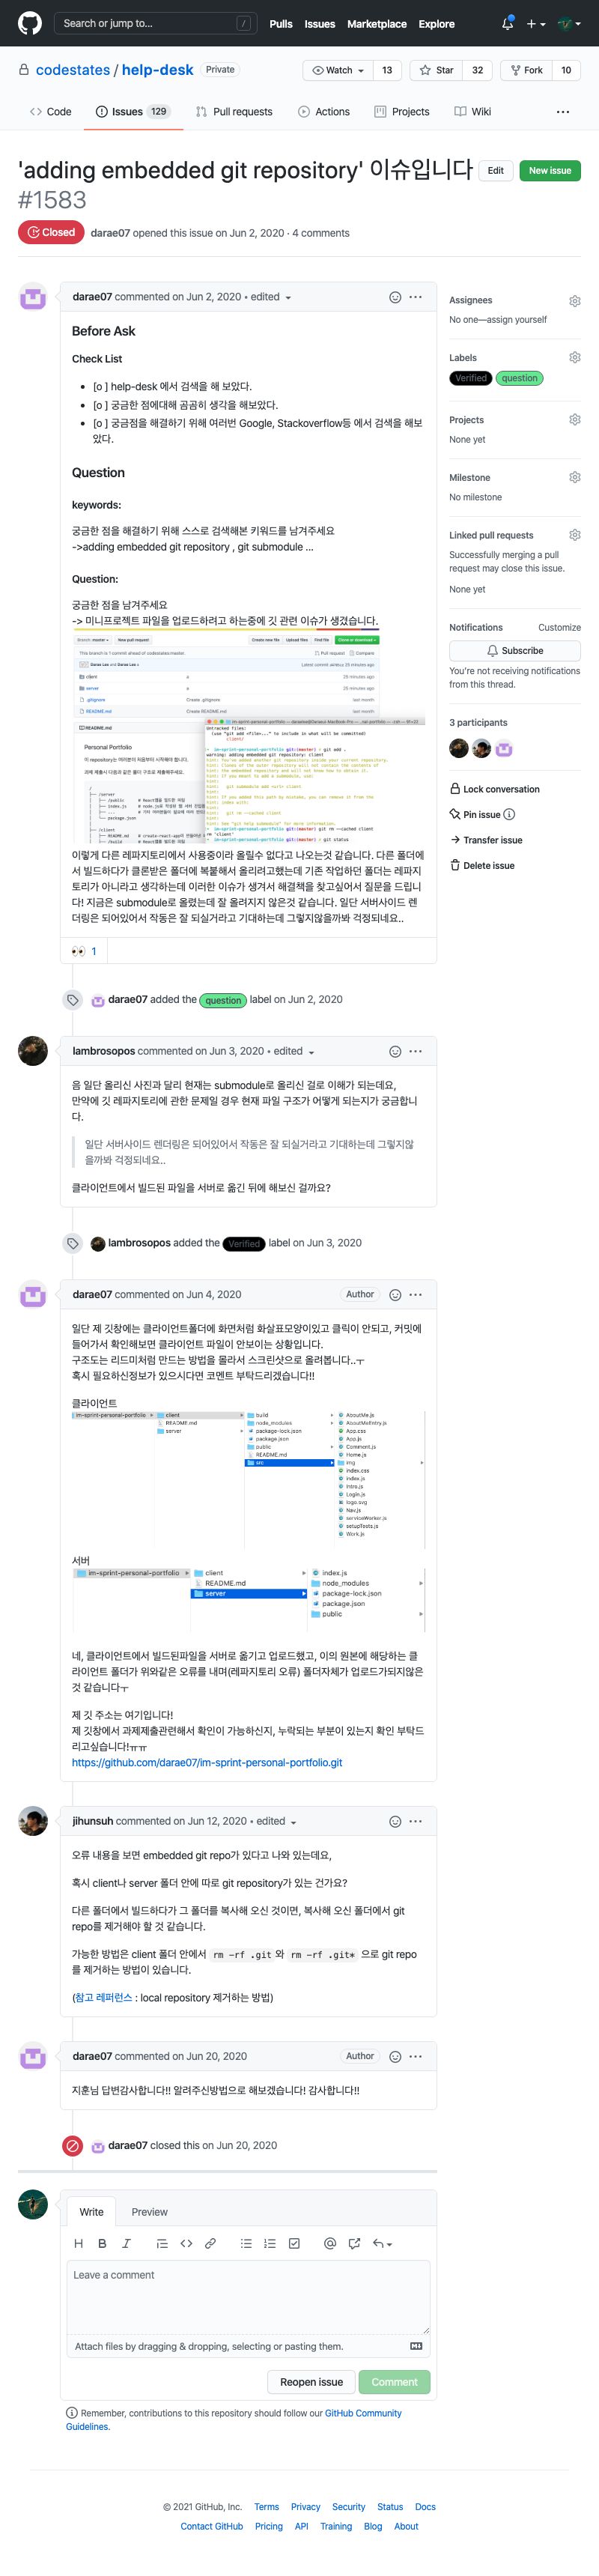 Search or jump to...
/
Pulls Issues Marketplace Explore
codestates / help-desk Private
Watch 13 Star 32 Fork 10
Code Issues 129 Pull requests Actions Projects Wiki
'adding embedded git repository' 이슈입니다
#1583
Edit New issue
Closed darae07 opened this issue on Jun 2, 2020 · 4 comments
darae07 commented on Jun 2, 2020 • edited
Before Ask
Check List
[o ] help-desk 에서 검색을 해 보았다.
[o ] 궁금한 점에대해 곰곰히 생각을 해보았다.
[o ] 궁금점을 해결하기 위해 여러번 Google, Stackoverflow등 에서 검색을 해보
았다.
Question
keywords:
궁금한 점을 해결하기 위해 스스로 검색해본 키워드를 남겨주세요
->adding embedded git repository , git submodule ...
Question:
궁금한 점을 남겨주세요
-> 미니프로젝트 파일을 업로드하려고 하는중에 깃 관련 이슈가 생겼습니다.
Branch: master New pull request Create new file Upload files Find file Clone or download
This branch is 1 commit ahead of codestates:master. Pull request Compare
client
server
.gitignore
README.md
README.md
Personal Portfolio
이렇게 다른 레파지토리에서 사용중이라 올릴수 없다고 나오는것 같습니다. 다른 폴더에
서 빌드하다가 클론받은 폴더에 복붙해서 올리려고했는데 기존 작업하던 폴더는 레파지
토리가 아니라고 생각하는데 이러한 이슈가 생겨서 해결책을 찾고싶어서 질문을 드립니
다! 지금은 submodule로 올렸는데 잘 올려지지 않은것 같습니다. 일단 서버사이드 렌
더링은 되어있어서 작동은 잘 되실거라고 기대하는데 그렇지않을까봐 걱정되네요..
👀 1
darae07 added the question label on Jun 2, 2020
lambrosopos commented on Jun 3, 2020 • edited
음 일단 올리신 사진과 달리 현재는 submodule로 올리신 걸로 이해가 되는데요,
만약에 깃 레파지토리에 관한 문제일 경우 현재 파일 구조가 어떻게 되는지가 궁금합니
다.
일단 서버사이드 렌더링은 되어있어서 작동은 잘 되실거라고 기대하는데 그렇지않
을까봐 걱정되네요..
클라이언트에서 빌드된 파일을 서버로 옮긴 뒤에 해보신 걸까요?
lambrosopos added the Verified label on Jun 3, 2020
darae07 commented on Jun 4, 2020 Author
일단 제 깃창에는 클라이언트폴더에 화면처럼 화살표모양이있고 클릭이 안되고, 커밋에
들어가서 확인해보면 클라이언트 파일이 안보이는 상황입니다.
구조도는 리드미처럼 만드는 방법을 몰라서 스크린샷으로 올려봅니다..ㅜ
혹시 필요하신정보가 있으시다면 코멘트 부탁드리겠습니다!!
클라이언트
im-sprint-personal-portfolio client build AboutMe.js
README.md node_modules AboutMeEntry.js
server package-lock.json App.css
package.json App.js
public Comment.js
README.md Home.js
src img
index.css
index.js
Intro.js
Login.js
logo.svg
Nav.js
serviceWorker.js
setupTests.js
Work.js
서버
im-sprint-personal-portfolio client index.js
README.md node_modules
server package-lock.json
package.json
public
네, 클라이언트에서 빌드된파일을 서버로 옮기고 업로드했고, 이의 원본에 해당하는 클
라이언트 폴더가 위와같은 오류를 내며(레파지토리 오류) 폴더자체가 업로드가되지않은
것 같습니다ㅜ
제 깃 주소는 여기입니다!
제 깃창에서 과제제출관련해서 확인이 가능하신지, 누락되는 부분이 있는지 확인 부탁드
리고싶습니다!ㅠㅠ
https://github.com/darae07/im-sprint-personal-portfolio.git
jihunsuh commented on Jun 12, 2020 • edited
오류 내용을 보면 embedded git repo가 있다고 나와 있는데요,
혹시 client나 server 폴더 안에 따로 git repository가 있는 건가요?
다른 폴더에서 빌드하다가 그 폴더를 복사해 오신 것이면, 복사해 오신 폴더에서 git
repo를 제거해야 할 것 같습니다.
가능한 방법은 client 폴더 안에서 rm -rf .git 와 rm -rf .git* 으로 git repo
를 제거하는 방법이 있습니다.
(참고 레퍼런스 : local repository 제거하는 방법)
darae07 commented on Jun 20, 2020 Author
지훈님 답변감사합니다!! 알려주신방법으로 해보겠습니다! 감사합니다!!
darae07 closed this on Jun 20, 2020
Write Preview
Leave a comment
Attach files by dragging & dropping, selecting or pasting them.
Reopen issue Comment
Remember, contributions to this repository should follow our GitHub Community
Guidelines.
Assignees
No one—assign yourself
Labels
Verified question
Projects
None yet
Milestone
No milestone
Linked pull requests
Successfully merging a pull
request may close this issue.
None yet
Notifications Customize
Subscribe
You're not receiving notifications
from this thread.
3 participants
Lock conversation
Pin issue
Transfer issue
Delete issue
© 2021 GitHub, Inc. Terms Privacy Security Status Docs
Contact GitHub Pricing API Training Blog About